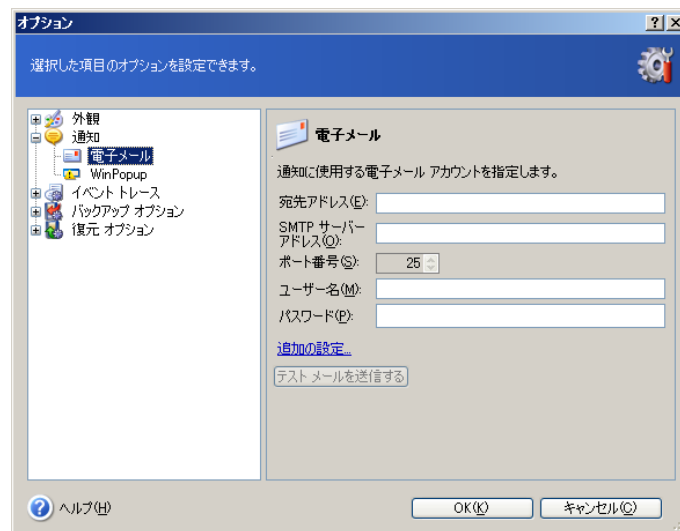 オプション
選択した項目のオプションを設定できます。
外観
通知
電子メール
WinPopup
イベントトレース
バックアップ オプション
復元 オプション
電子メール
通知に使用する電子メール アカウントを指定します。
宛先アドレス(E):
SMTP サーバー
アドレス(O):
ポート番号(S): 25
ユーザー名(M):
パスワード(P):
追加の設定...
テスト メールを送信する
ヘルプ(H)
OK(K)
キャンセル(C)